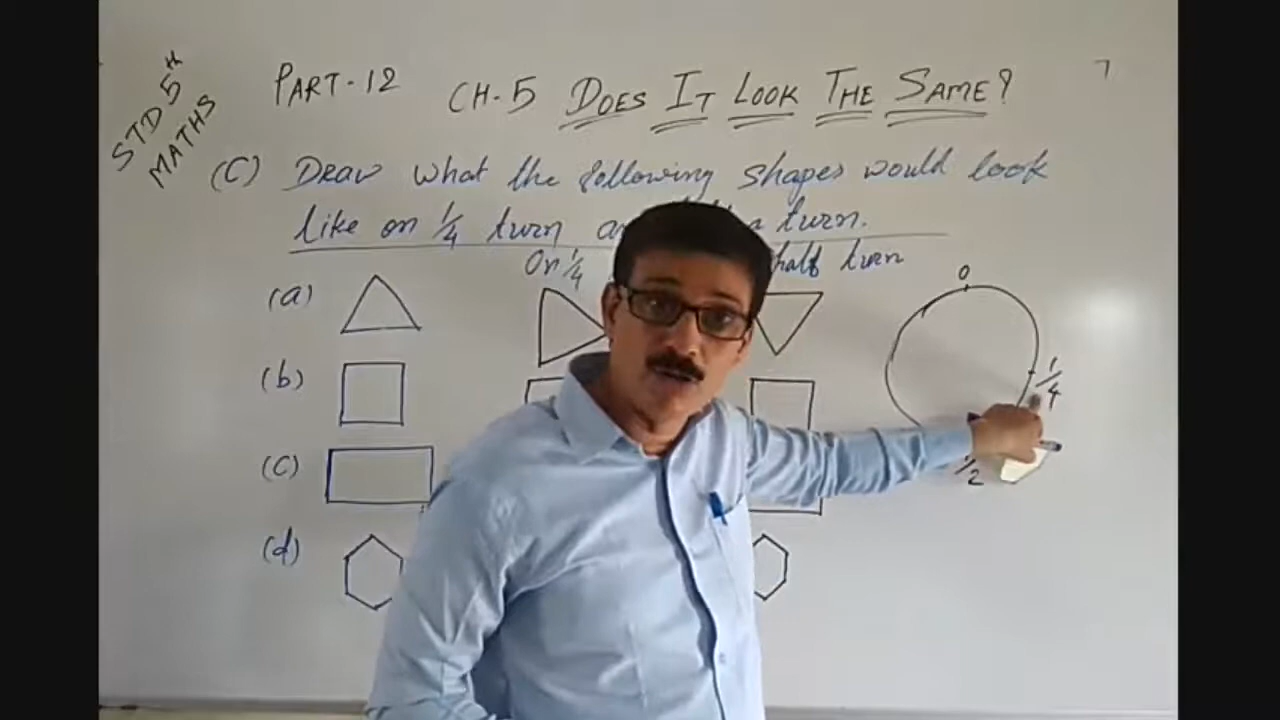 STD 5th
MATHS
PART-12 CH.5 DOES IT LOOK THE SAME?
(C) Draw what the following shapes would look
like on 1/4 turn a turn.
On 1/4 half turn
(a)
(b)
(c)
(d)
0
1/4
1/2